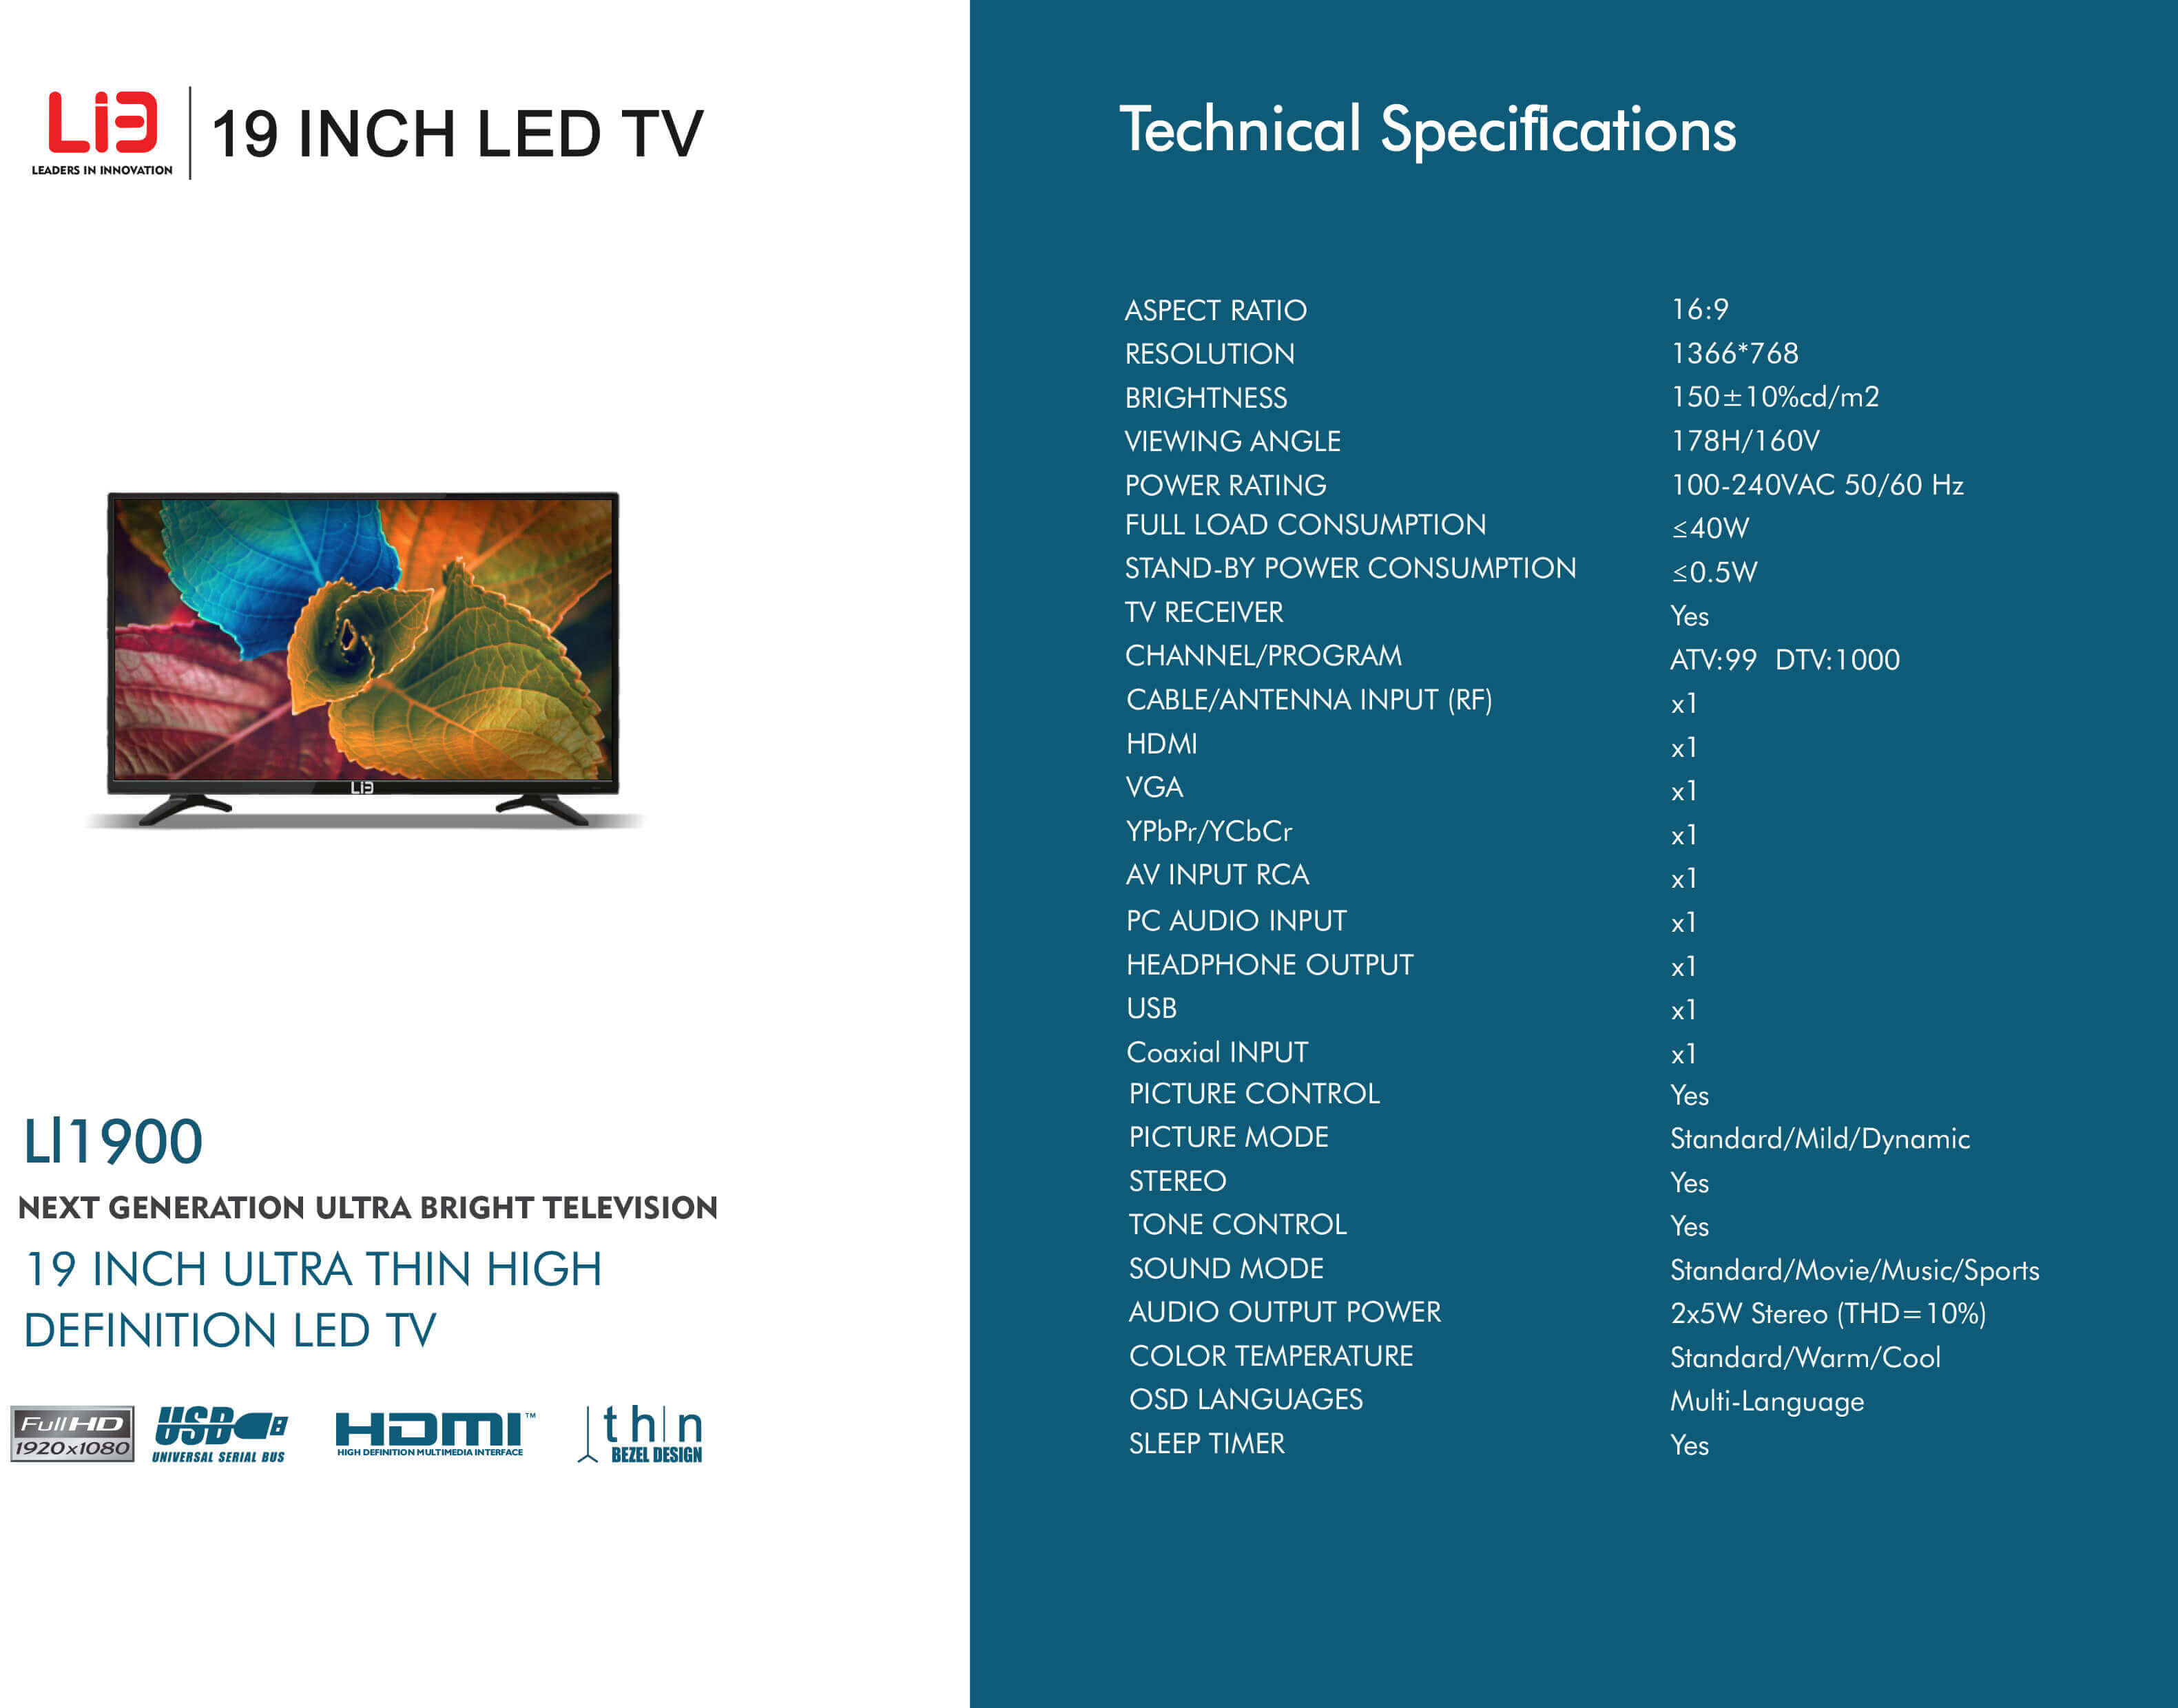 LiE
LEADERS IN INNOVATION
19 INCH LED TV
LiE
LI1900
NEXT GENERATION ULTRA BRIGHT TELEVISION
19 INCH ULTRA THIN HIGH
DEFINITION LED TV
Full HD
1920x1080
USB
UNIVERSAL SERIAL BUS
HDMI™
HIGH DEFINITION MULTIMEDIA INTERFACE
thin
BEZEL DESIGN
Technical Specifications
ASPECT RATIO 16:9
RESOLUTION 1366*768
BRIGHTNESS 150±10%cd/m2
VIEWING ANGLE 178H/160V
POWER RATING 100-240VAC 50/60 Hz
FULL LOAD CONSUMPTION ≤40W
STAND-BY POWER CONSUMPTION ≤0.5W
TV RECEIVER Yes
CHANNEL/PROGRAM ATV:99 DTV:1000
CABLE/ANTENNA INPUT (RF) x1
HDMI x1
VGA x1
YPbPr/YCbCr x1
AV INPUT RCA x1
PC AUDIO INPUT x1
HEADPHONE OUTPUT x1
USB x1
Coaxial INPUT x1
PICTURE CONTROL Yes
PICTURE MODE Standard/Mild/Dynamic
STEREO Yes
TONE CONTROL Yes
SOUND MODE Standard/Movie/Music/Sports
AUDIO OUTPUT POWER 2x5W Stereo (THD=10%)
COLOR TEMPERATURE Standard/Warm/Cool
OSD LANGUAGES Multi-Language
SLEEP TIMER Yes